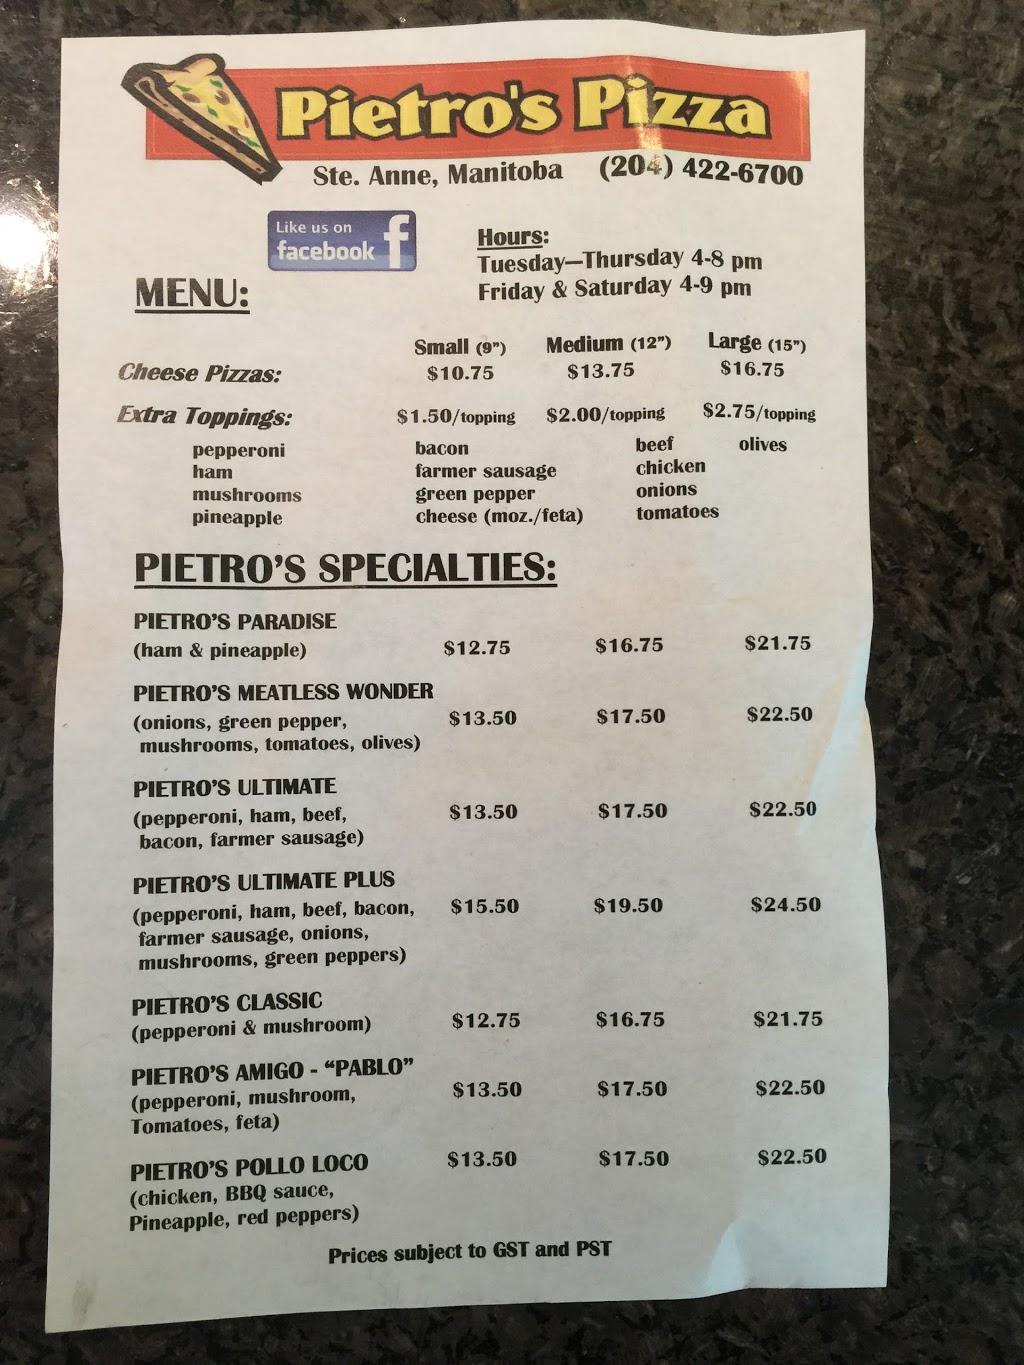 Pietro's Pizza
Ste. Anne, Manitoba (204) 422-6700
Like us on
facebook f
Hours:
Tuesday—Thursday 4-8 pm
Friday & Saturday 4-9 pm
MENU:
Small (9") Medium (12") Large (15")
Cheese Pizzas: $10.75 $13.75 $16.75
Extra Toppings: $1.50/topping $2.00/topping $2.75/topping
pepperoni bacon beef olives
ham farmer sausage chicken
mushrooms green pepper onions
pineapple cheese (moz./feta) tomatoes
PIETRO'S SPECIALTIES:
PIETRO'S PARADISE
(ham & pineapple) $12.75 $16.75 $21.75
PIETRO'S MEATLESS WONDER
(onions, green pepper, $13.50 $17.50 $22.50
mushrooms, tomatoes, olives)
PIETRO'S ULTIMATE
(pepperoni, ham, beef, $13.50 $17.50 $22.50
bacon, farmer sausage)
PIETRO'S ULTIMATE PLUS
(pepperoni, ham, beef, bacon, $15.50 $19.50 $24.50
farmer sausage, onions,
mushrooms, green peppers)
PIETRO'S CLASSIC
(pepperoni & mushroom) $12.75 $16.75 $21.75
PIETRO'S AMIGO - "PABLO"
(pepperoni, mushroom, $13.50 $17.50 $22.50
Tomatoes, feta)
PIETRO'S POLLO LOCO $13.50 $17.50 $22.50
(chicken, BBQ sauce,
Pineapple, red peppers)
Prices subject to GST and PST